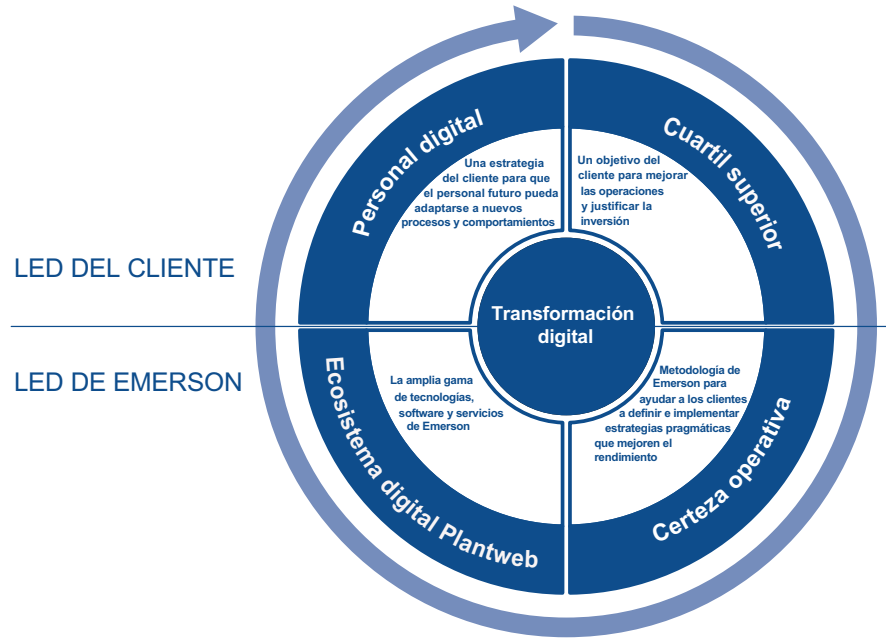 Personal digital
Una estrategia
del cliente para que
el personal futuro pueda
adaptarse a nuevos
procesos y comportamientos
Cuartil superior
Un objetivo del
cliente para mejorar
las operaciones
y justificar la
inversión
LED DEL CLIENTE
Transformación
digital
LED DE EMERSON
Ecosistema digital Plantweb
La amplia gama
de tecnologías,
software y servicios
de Emerson
Certeza operativa
Metodología de
Emerson para
ayudar a los clientes
a definir e implementar
estrategias pragmáticas
que mejoren el
rendimiento